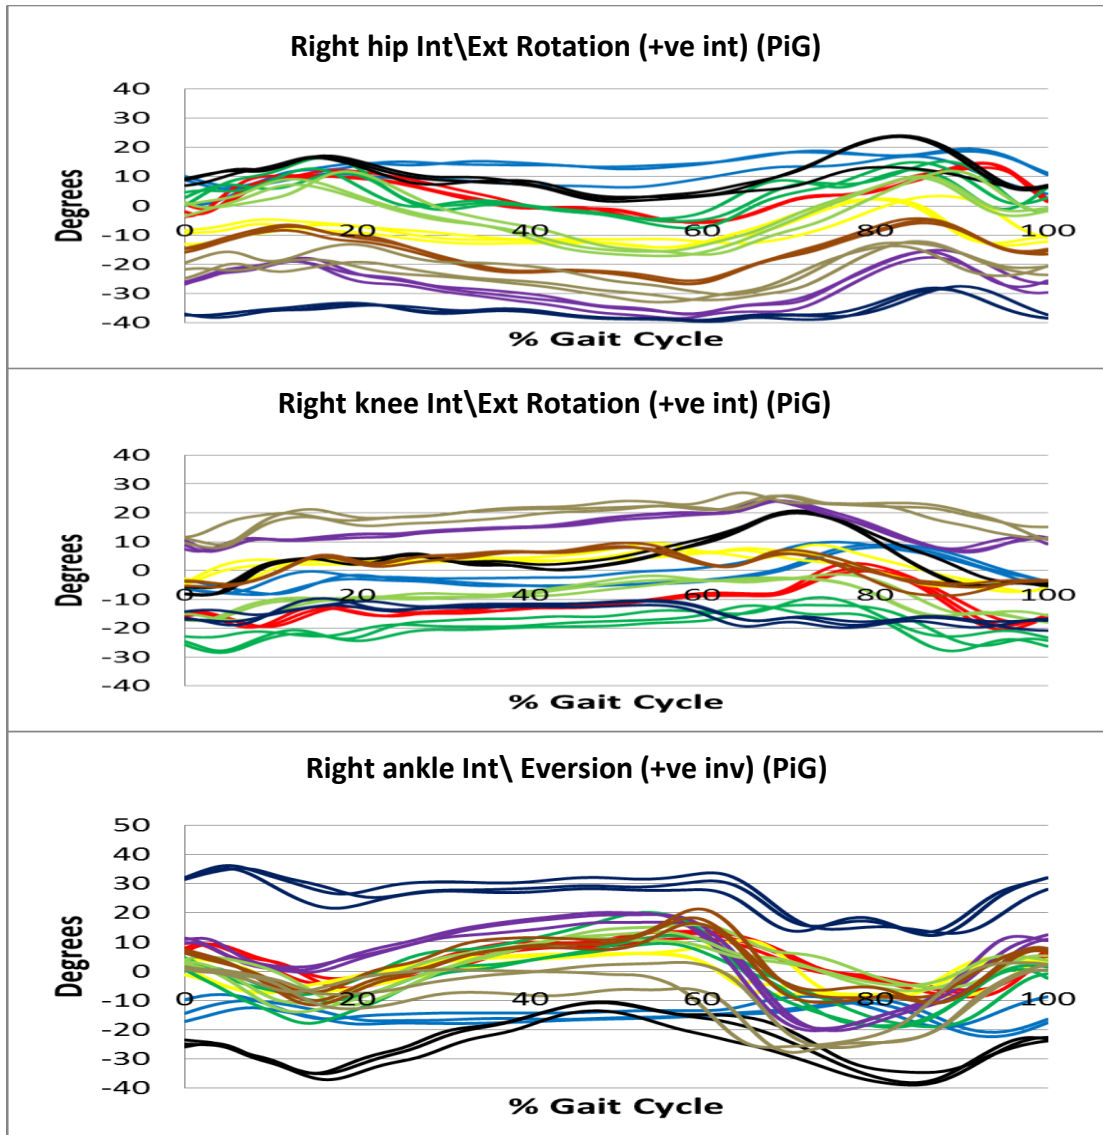 Right hip Int\Ext Rotation (+ve int) (PiG)
40
30
20
10
0
-10
-20
-30
-40
Degrees
0 20 40 60 80 100
% Gait Cycle
Right knee Int\Ext Rotation (+ve int) (PiG)
40
30
20
10
0
-10
-20
-30
-40
Degrees
0 20 40 60 80 100
% Gait Cycle
Right ankle Int\ Eversion (+ve inv) (PiG)
50
40
30
20
10
0
-10
-20
-30
-40
Degrees
0 20 40 60 80 100
% Gait Cycle